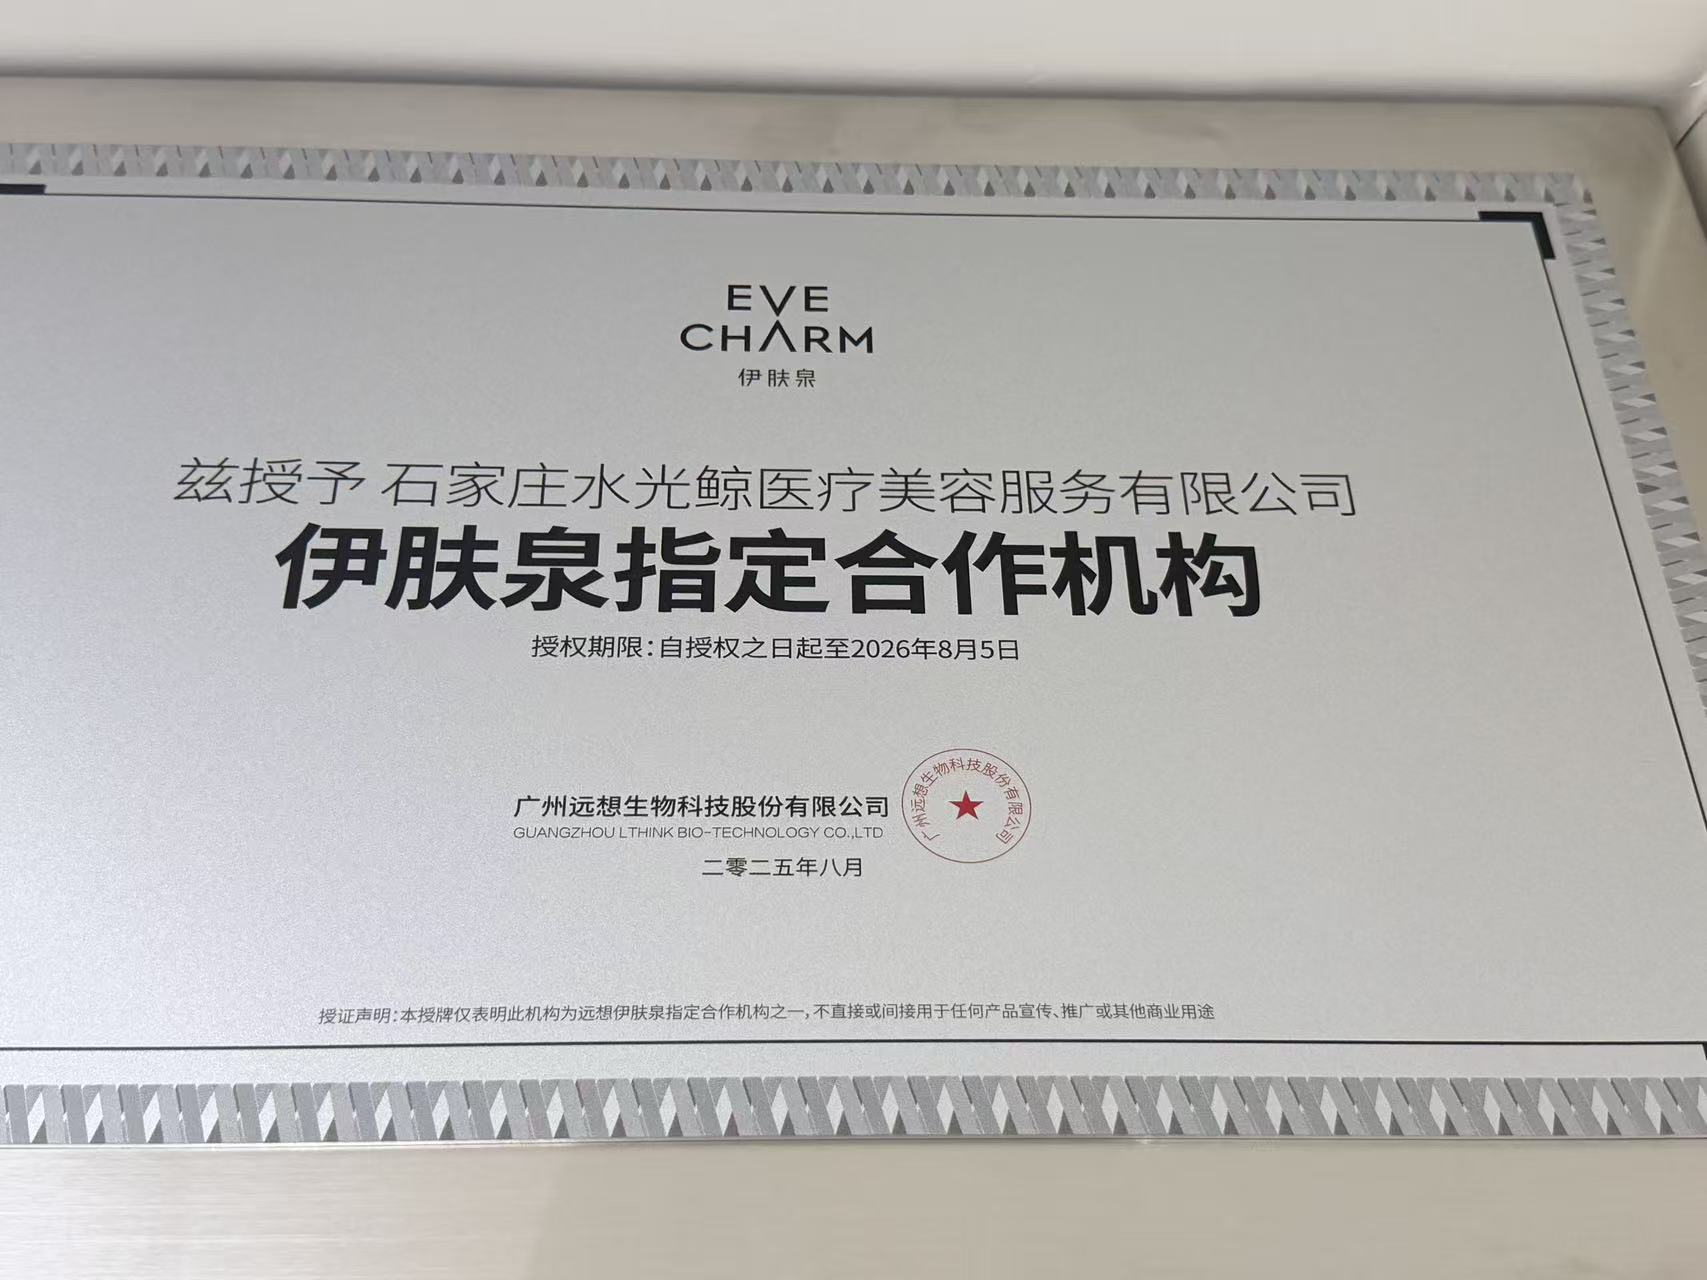 EVE
CHARM
伊肤泉
兹授予 石家庄水光鲸医疗美容服务有限公司
伊肤泉指定合作机构
授权期限：自授权之日起至2026年8月5日
广州远想生物科技股份有限公司
GUANGZHOU LTHINK BIO-TECHNOLOGY CO.,LTD
二零二五年八月
广州远想生物科技股份有限公司
授证声明：本授牌仅表明此机构为远想伊肤泉指定合作机构之一，不直接或间接用于任何产品宣传、推广或其他商业用途